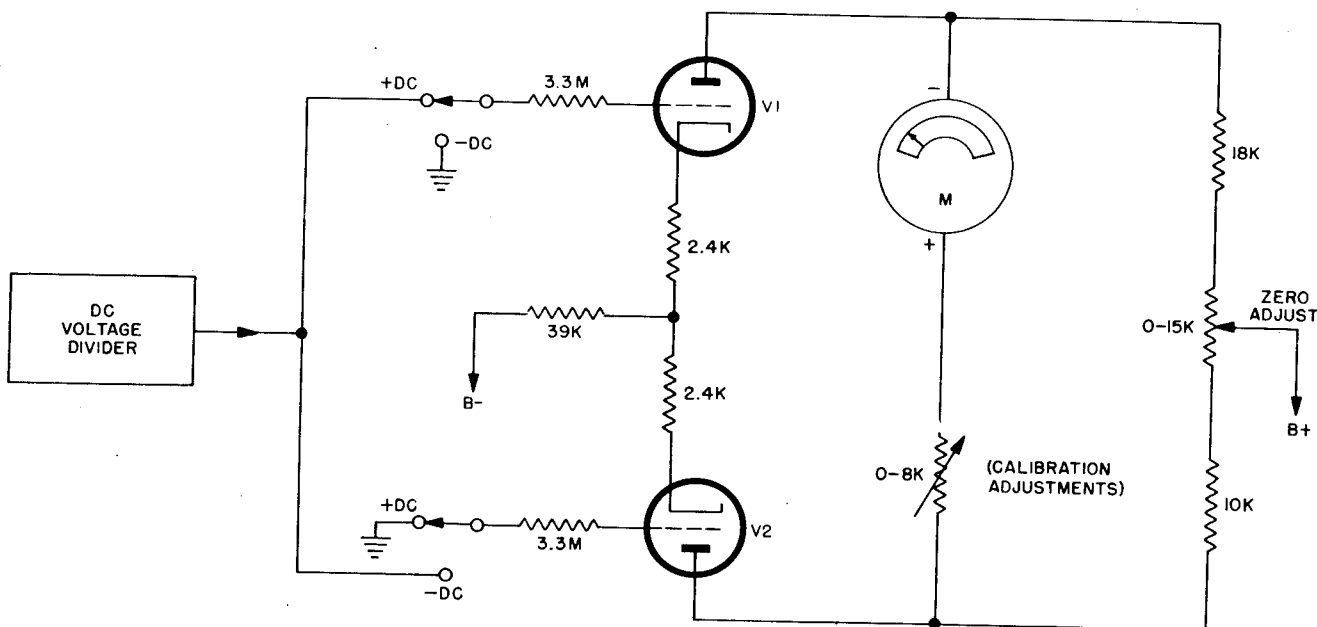 +DC
3.3M
V1
-DC
-
M
+
18K
2.4K
DC
VOLTAGE
DIVIDER
39K
B-
ZERO
ADJUST
0-15K
B+
2.4K
0-8K
(CALIBRATION
ADJUSTMENTS)
10K
+DC
3.3M
V2
-DC